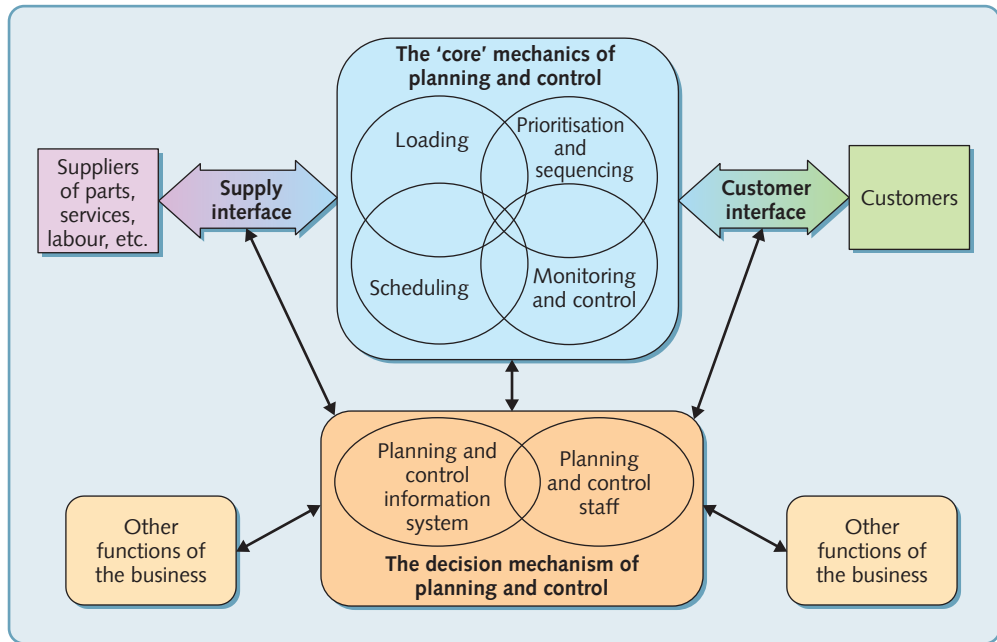 The ‘core’ mechanics of
planning and control
Loading
Prioritisation
and
sequencing
Scheduling
Monitoring
and control
Suppliers
of parts,
services,
labour, etc.
Supply
interface
Customer
interface
Customers
Planning and
control
information
system
Planning
and control
staff
The decision mechanism of
planning and control
Other
functions of
the business
Other
functions of
the business